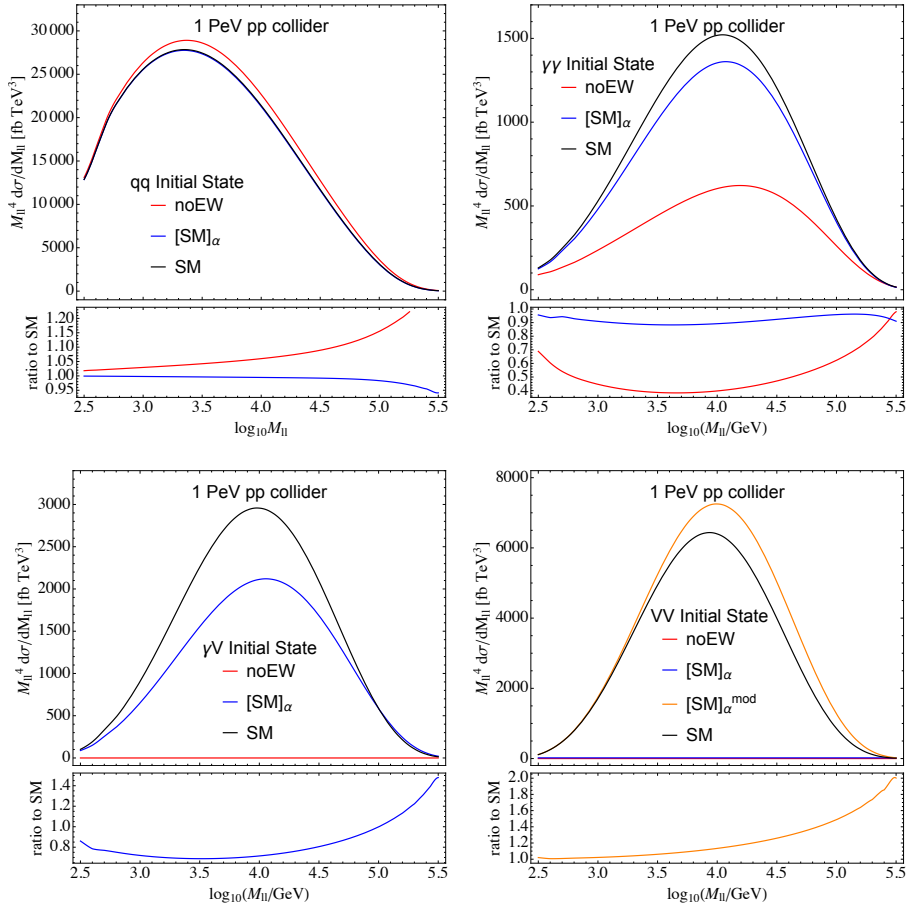 1 PeV pp collider
M_ll^4 dσ/dM_ll [fb TeV^3]
30 000
25 000
20 000
15 000
10 000
5000
0
qq Initial State
noEW
[SM]_α
SM
ratio to SM
1.20
1.15
1.10
1.05
1.00
0.95
2.5 3.0 3.5 4.0 4.5 5.0 5.5
log_10 M_ll
1 PeV pp collider
M_ll^4 dσ/dM_ll [fb TeV^3]
1500
1000
500
0
γγ Initial State
noEW
[SM]_α
SM
ratio to SM
1.0
0.9
0.8
0.7
0.6
0.5
0.4
2.5 3.0 3.5 4.0 4.5 5.0 5.5
log_10(M_ll/GeV)
1 PeV pp collider
M_ll^4 dσ/dM_ll [fb TeV^3]
3000
2500
2000
1500
1000
500
0
γV Initial State
noEW
[SM]_α
SM
ratio to SM
1.4
1.2
1.0
0.8
2.5 3.0 3.5 4.0 4.5 5.0 5.5
log_10(M_ll/GeV)
1 PeV pp collider
M_ll^4 dσ/dM_ll [fb TeV^3]
8000
6000
4000
2000
0
VV Initial State
noEW
[SM]_α
[SM]_α^mod
SM
ratio to SM
2.0
1.8
1.6
1.4
1.2
1.0
2.5 3.0 3.5 4.0 4.5 5.0 5.5
log_10(M_ll/GeV)